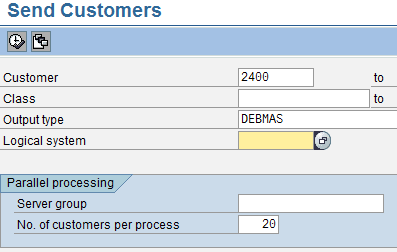 Send Customers
Customer 2400 to
Class to
Output type DEBMAS
Logical system
Parallel processing
Server group
No. of customers per process 20